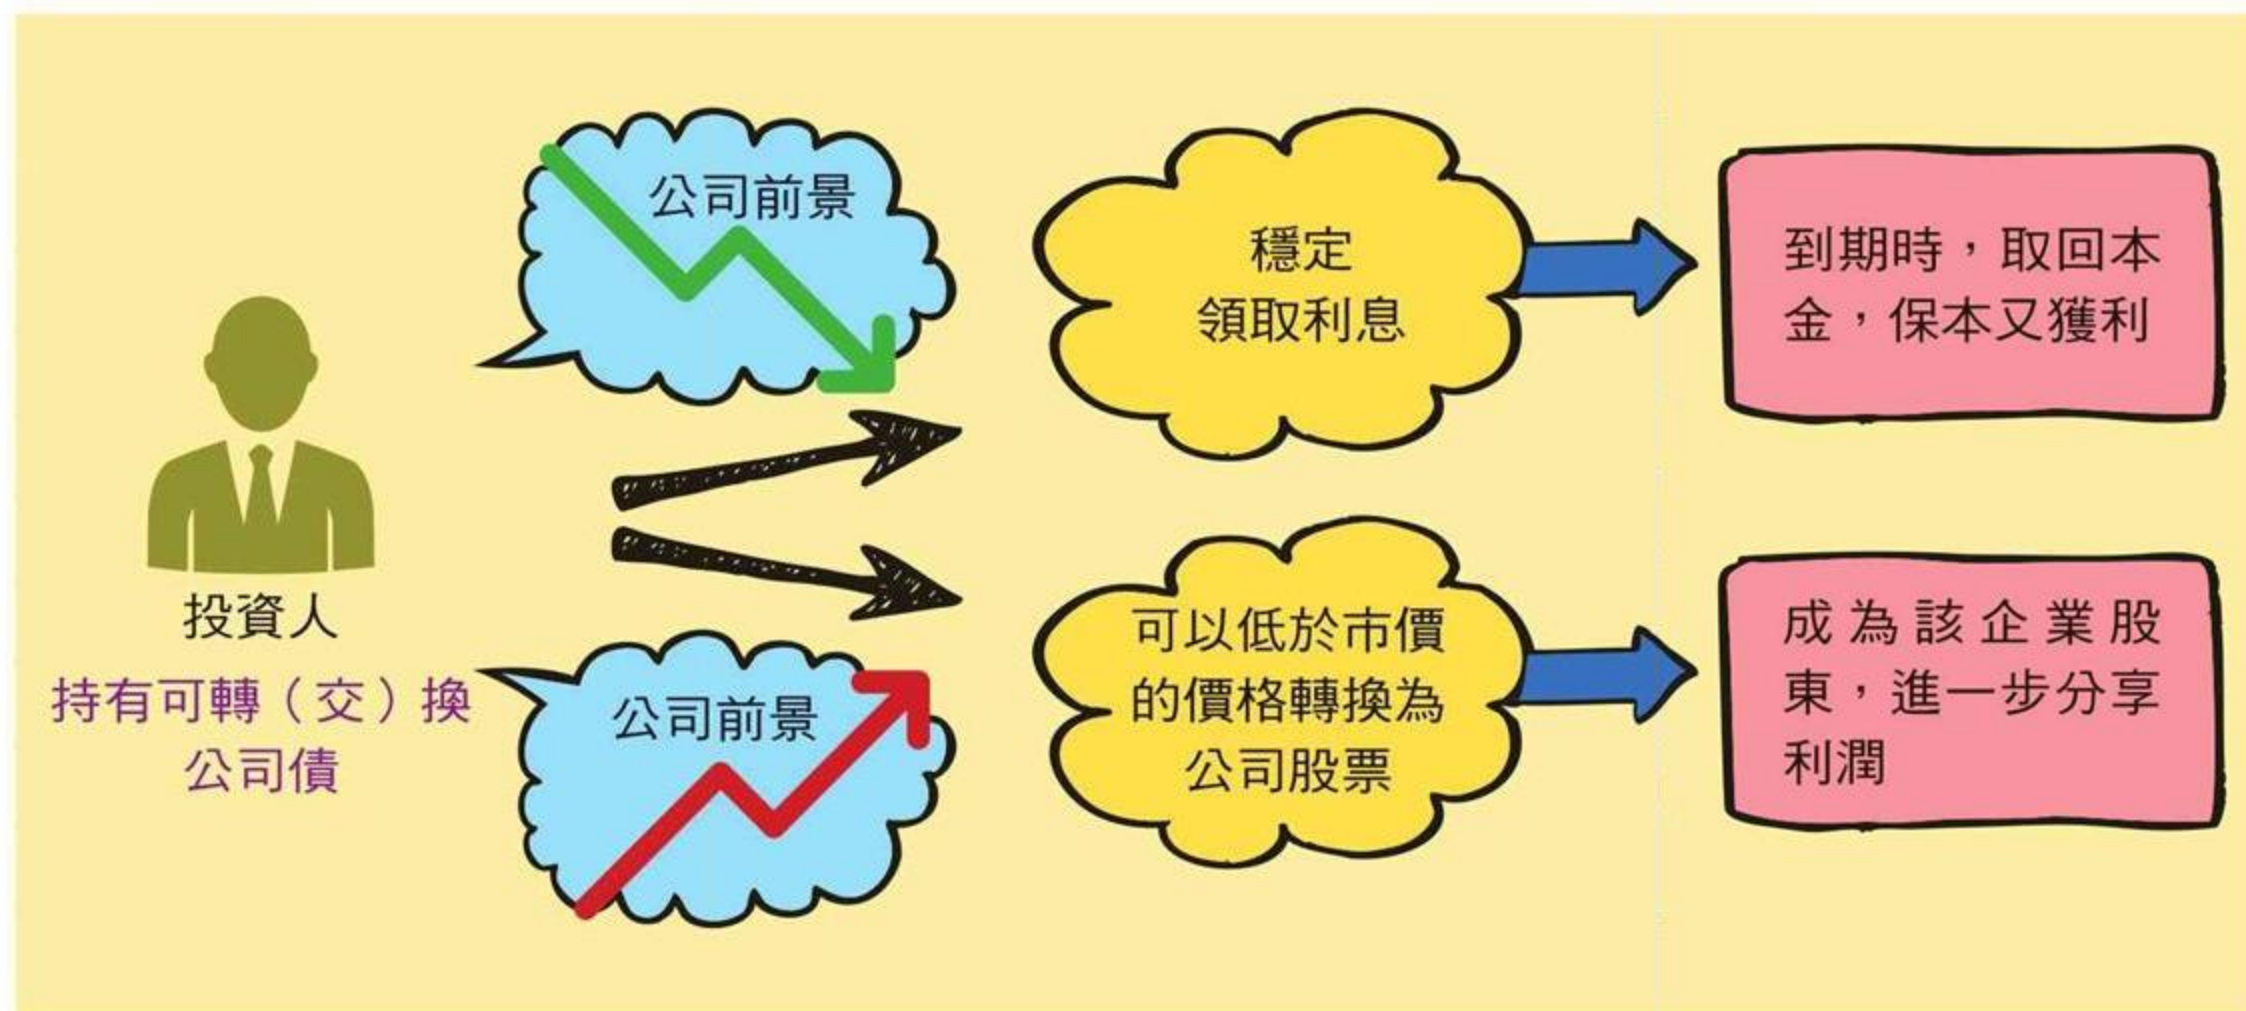 投資人
持有可轉（交）換
公司債
公司前景
穩定
領取利息
到期時，取回本
金，保本又獲利
公司前景
可以低於市價
的價格轉換為
公司股票
成為該企業股
東，進一步分享
利潤